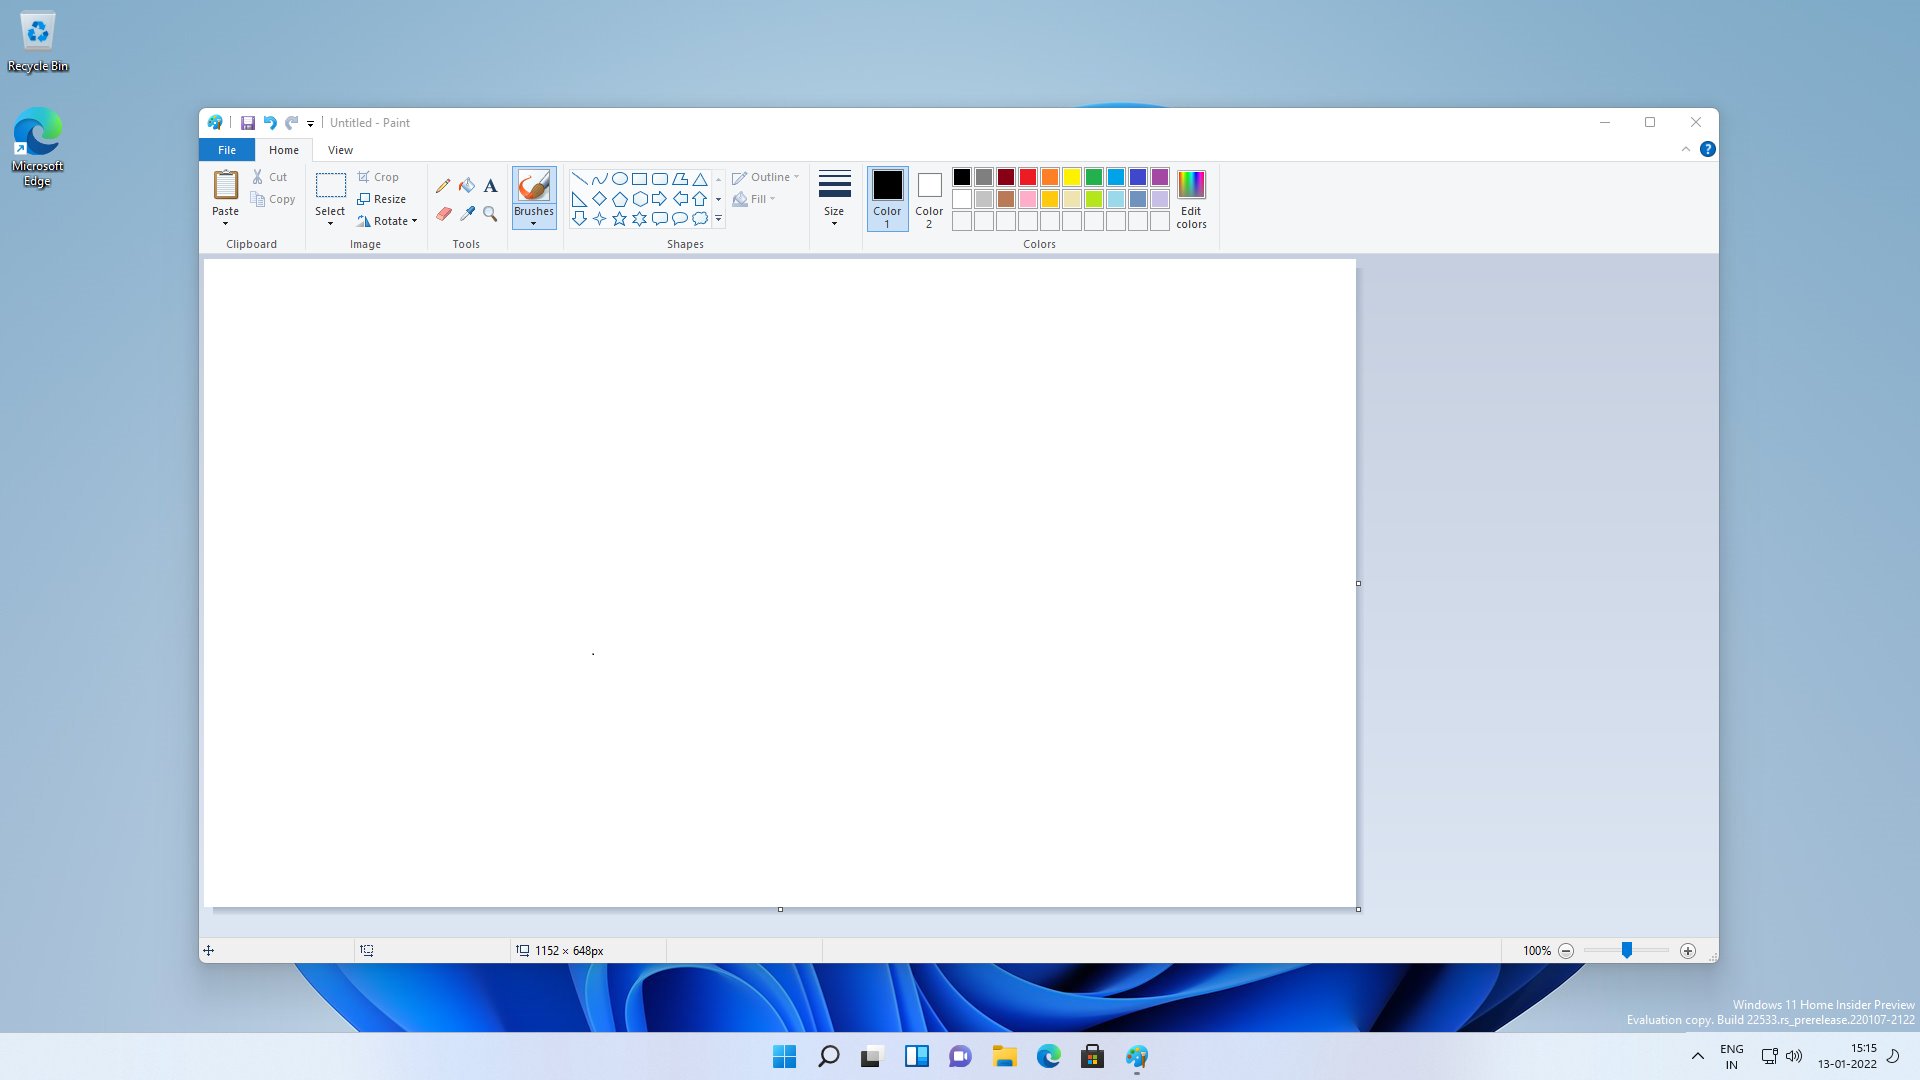 Recycle Bin
Microsoft
Edge
Untitled - Paint
File
Home
View
Paste
Cut
Copy
Clipboard
Select
Crop
Resize
Rotate
Image
A
Tools
Brushes
Shapes
Outline
Fill
Size
Color
1
Color
2
Edit
colors
Colors
?
1152 × 648px
100%
Windows 11 Home Insider Preview
Evaluation copy. Build 22533.rs_prerelease.220107-2122
ENG
IN
15:15
13-01-2022